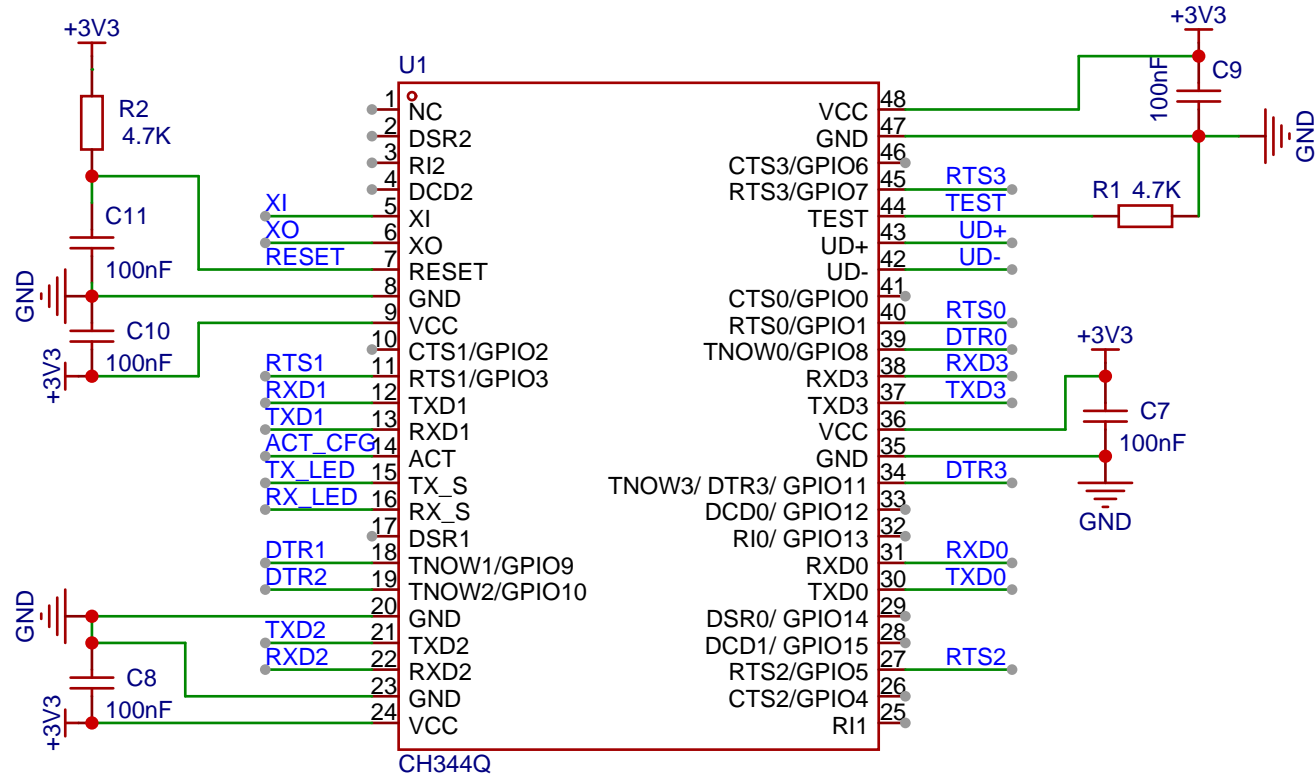 +3V3
R2
4.7K
C11
100nF
GND
C10
100nF
+3V3
XI
XO
RESET
RTS1
RXD1
TXD1
ACT_CFG
TX_LED
RX_LED
DTR1
DTR2
GND
TXD2
RXD2
C8
100nF
+3V3
U1
1 NC
2 DSR2
3 RI2
4 DCD2
5 XI
6 XO
7 RESET
8 GND
9 VCC
10 CTS1/GPIO2
11 RTS1/GPIO3
12 TXD1
13 RXD1
14 ACT
15 TX_S
16 RX_S
17 DSR1
18 TNOW1/GPIO9
19 TNOW2/GPIO10
20 GND
21 TXD2
22 RXD2
23 GND
24 VCC
VCC 48
GND 47
CTS3/GPIO6 46
RTS3/GPIO7 45
TEST 44
UD+ 43
UD- 42
CTS0/GPIO0 41
RTS0/GPIO1 40
TNOW0/GPIO8 39
RXD3 38
TXD3 37
VCC 36
GND 35
TNOW3/ DTR3/ GPIO11 34
DCD0/ GPIO12 33
RI0/ GPIO13 32
RXD0 31
TXD0 30
DSR0/ GPIO14 29
DCD1/ GPIO15 28
RTS2/GPIO5 27
CTS2/GPIO4 26
RI1 25
CH344Q
+3V3
C9
100nF
GND
R1 4.7K
RTS3
TEST
UD+
UD-
RTS0
DTR0
RXD3
TXD3
+3V3
C7
100nF
GND
DTR3
RXD0
TXD0
RTS2